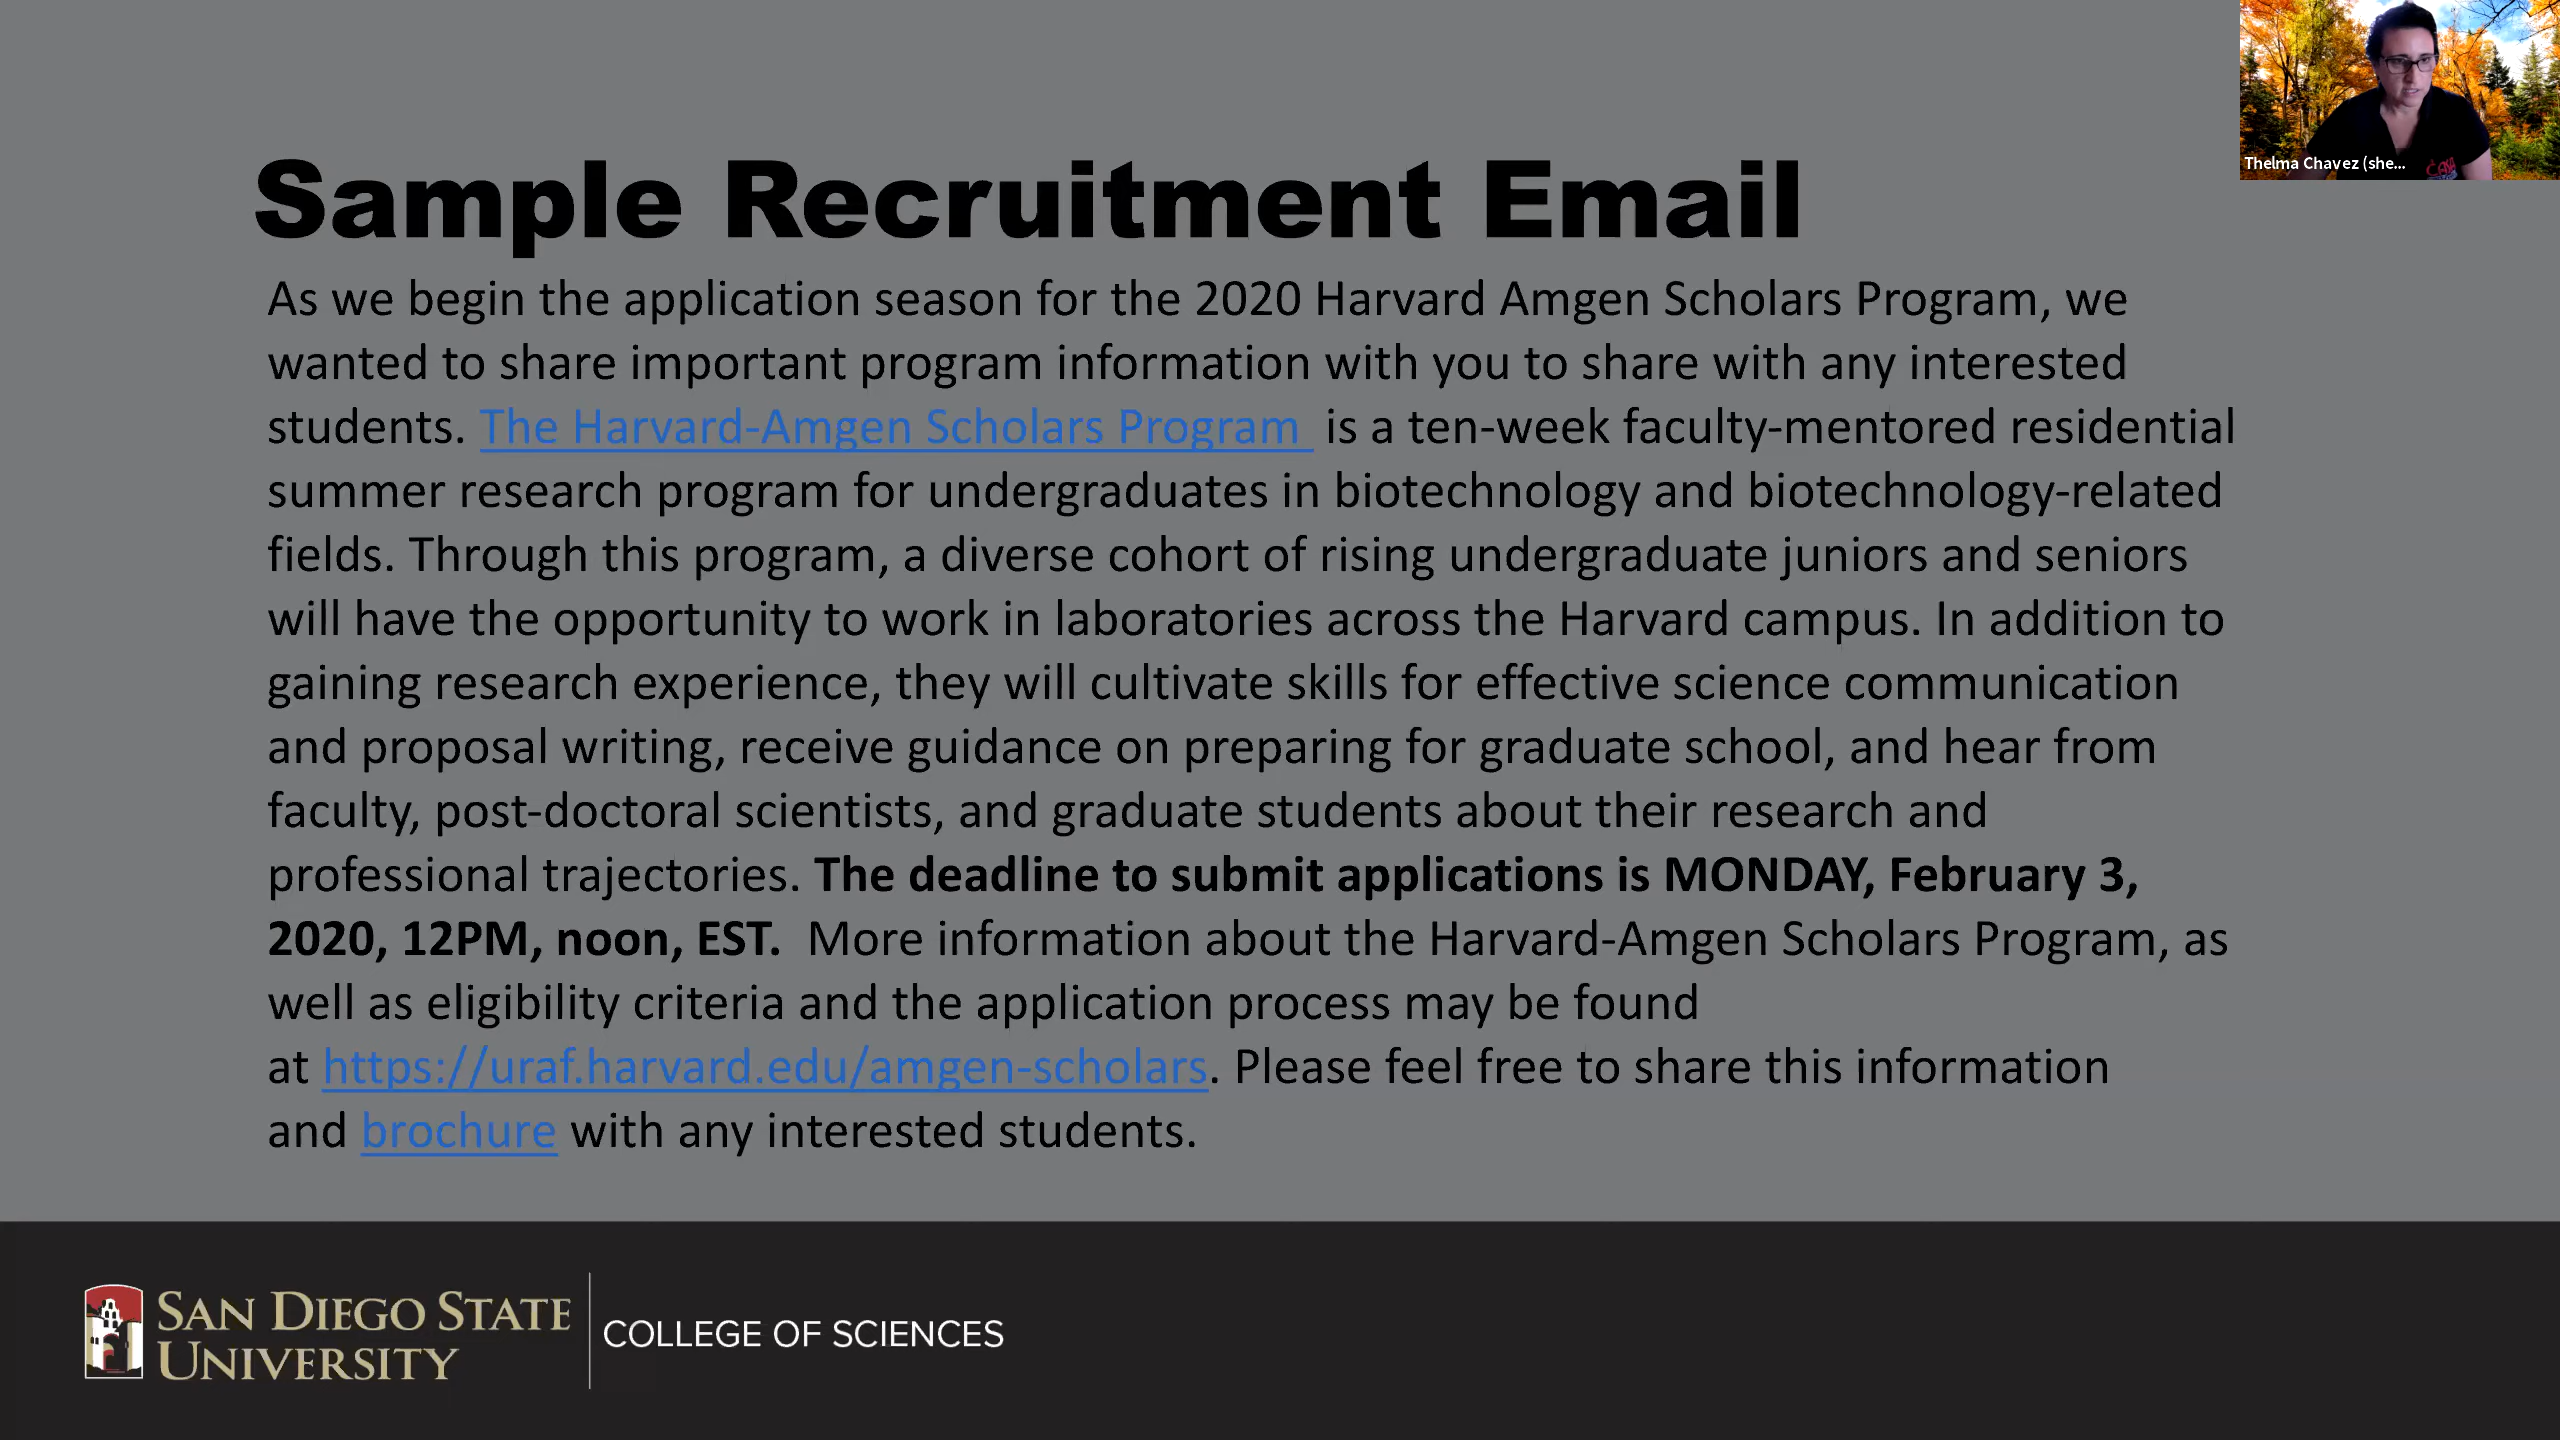 Sample Recruitment Email
As we begin the application season for the 2020 Harvard Amgen Scholars Program, we
wanted to share important program information with you to share with any interested
students. The Harvard-Amgen Scholars Program  is a ten-week faculty-mentored residential
summer research program for undergraduates in biotechnology and biotechnology-related
fields. Through this program, a diverse cohort of rising undergraduate juniors and seniors
will have the opportunity to work in laboratories across the Harvard campus. In addition to
gaining research experience, they will cultivate skills for effective science communication
and proposal writing, receive guidance on preparing for graduate school, and hear from
faculty, post-doctoral scientists, and graduate students about their research and
professional trajectories. The deadline to submit applications is MONDAY, February 3,
2020, 12PM, noon, EST.  More information about the Harvard-Amgen Scholars Program, as
well as eligibility criteria and the application process may be found
at https://uraf.harvard.edu/amgen-scholars. Please feel free to share this information
and brochure with any interested students.
Thelma Chavez (she...
SAN DIEGO STATE
UNIVERSITY
COLLEGE OF SCIENCES